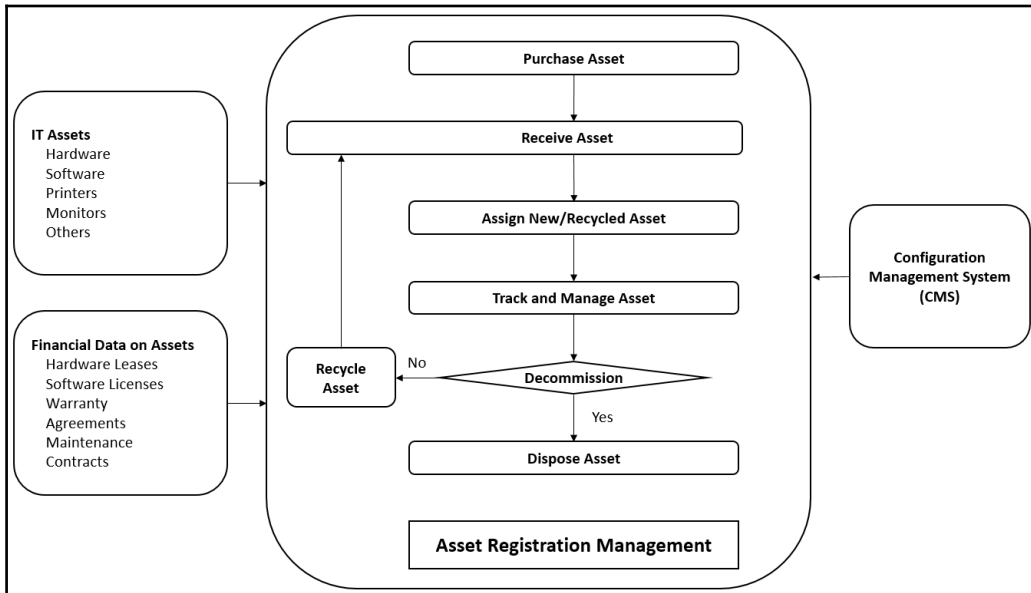 Purchase Asset
IT Assets
Hardware
Software
Printers
Monitors
Others
Receive Asset
Assign New/Recycled Asset
Track and Manage Asset
Configuration
Management System
(CMS)
Financial Data on Assets
Hardware Leases
Software Licenses
Warranty
Agreements
Maintenance
Contracts
Recycle
Asset
No
Decommission
Yes
Dispose Asset
Asset Registration Management